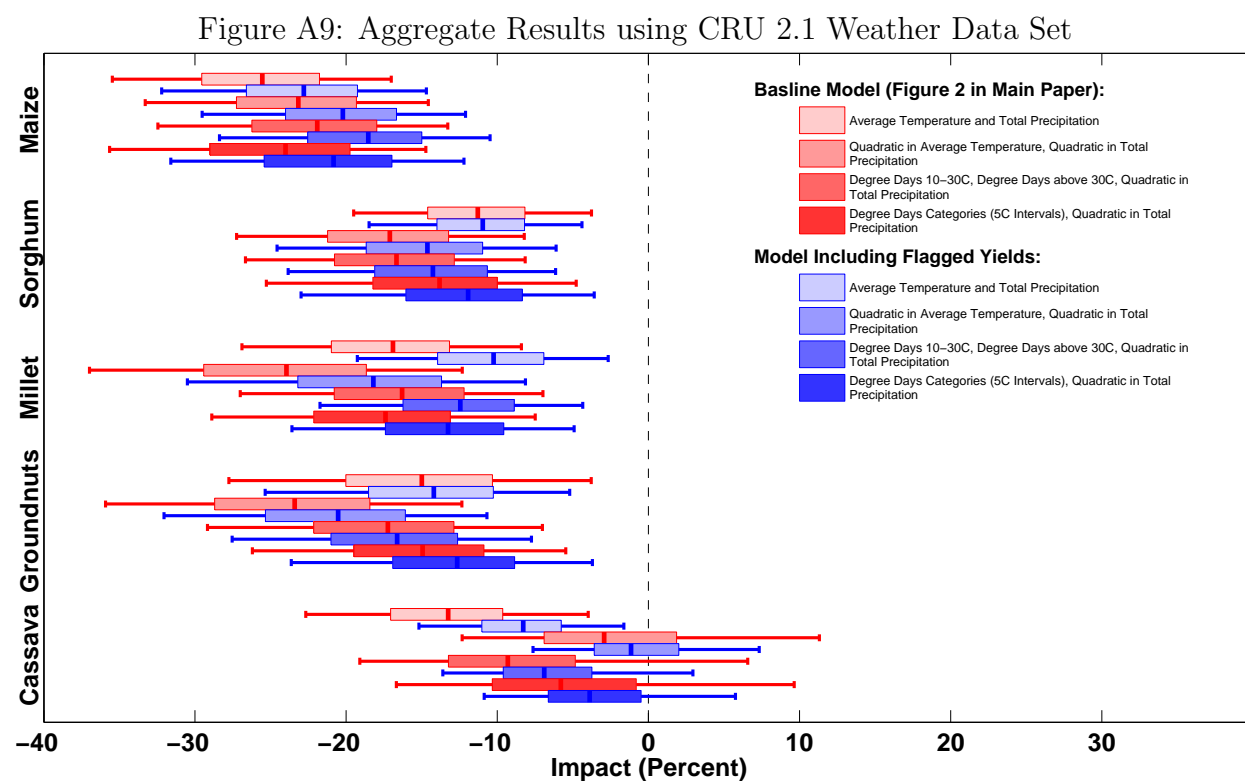 Figure A9: Aggregate Results using CRU 2.1 Weather Data Set
Maize
Sorghum
Millet
Groundnuts
Cassava
Basline Model (Figure 2 in Main Paper):
Average Temperature and Total Precipitation
Quadratic in Average Temperature, Quadratic in Total
Precipitation
Degree Days 10–30C, Degree Days above 30C, Quadratic in
Total Precipitation
Degree Days Categories (5C Intervals), Quadratic in Total
Precipitation
Model Including Flagged Yields:
Average Temperature and Total Precipitation
Quadratic in Average Temperature, Quadratic in Total
Precipitation
Degree Days 10–30C, Degree Days above 30C, Quadratic in
Total Precipitation
Degree Days Categories (5C Intervals), Quadratic in Total
Precipitation
−40 −30 −20 −10 0 10 20 30
Impact (Percent)